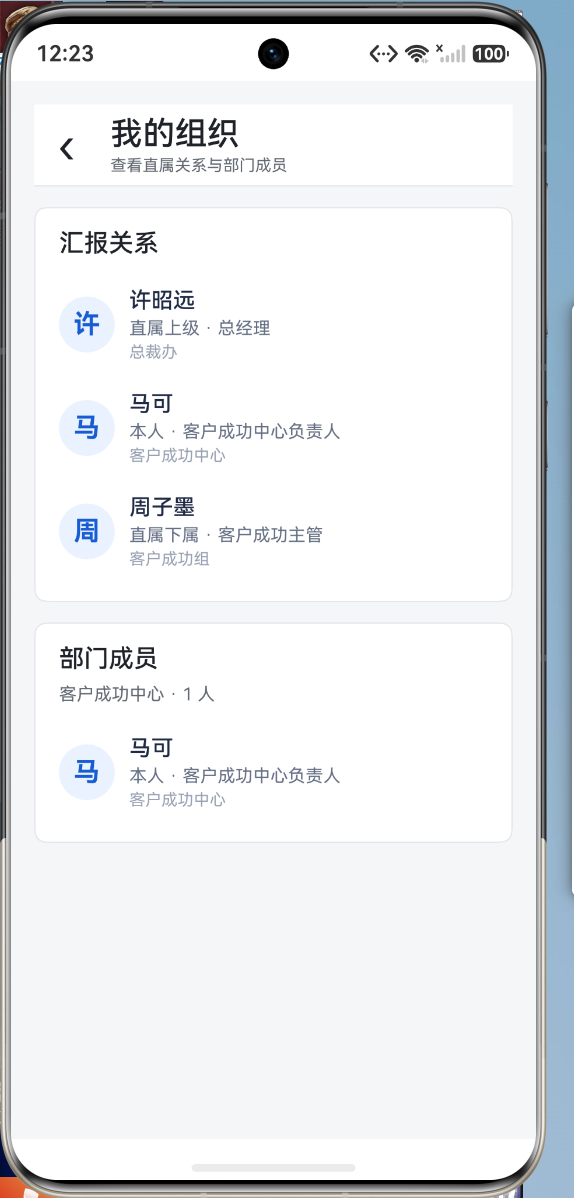 12:23
100
我的组织
查看直属关系与部门成员
汇报关系
许
许昭远
直属上级 · 总经理
总裁办
马
马可
本人 · 客户成功中心负责人
客户成功中心
周
周子墨
直属下属 · 客户成功主管
客户成功组
部门成员
客户成功中心 · 1 人
马
马可
本人 · 客户成功中心负责人
客户成功中心